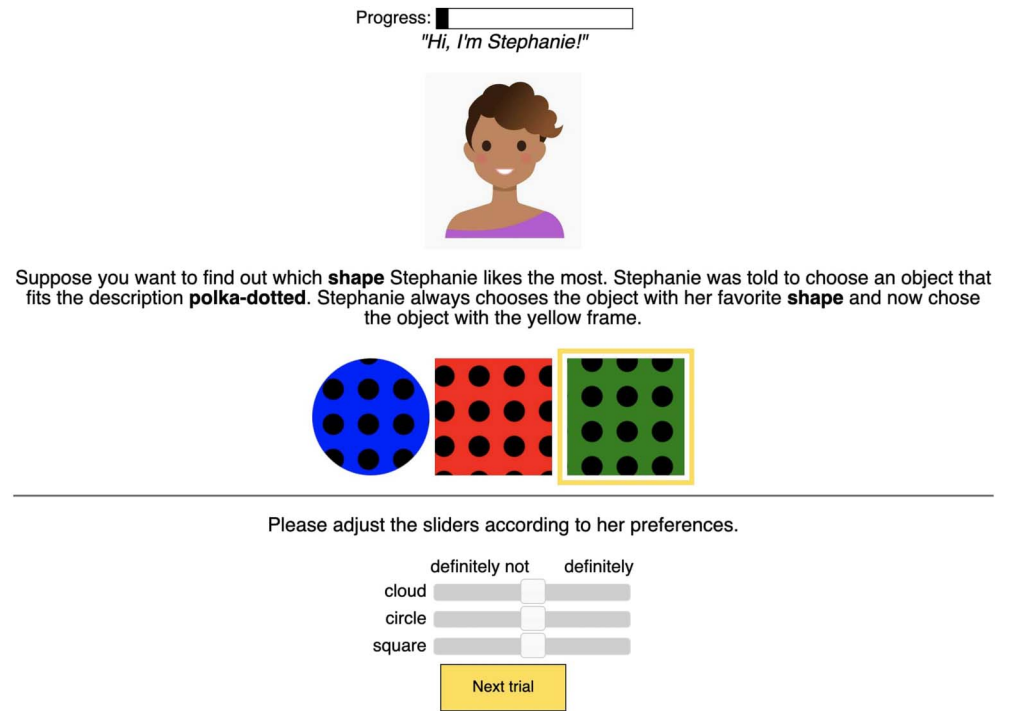 Progress:
"Hi, I'm Stephanie!"
Suppose you want to find out which shape Stephanie likes the most. Stephanie was told to choose an object that
fits the description polka-dotted. Stephanie always chooses the object with her favorite shape and now chose
the object with the yellow frame.
Please adjust the sliders according to her preferences.
definitely not definitely
cloud
circle
square
Next trial